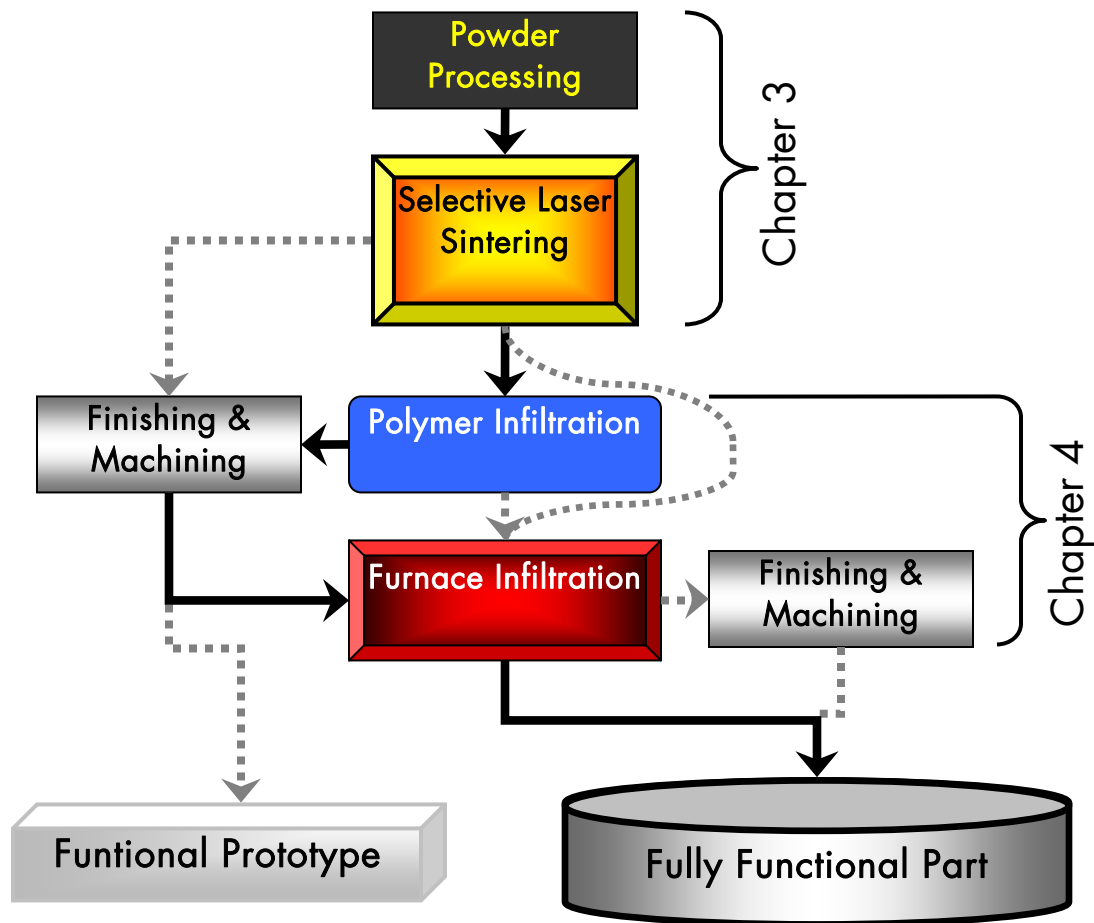 Powder
Processing
Chapter 3
Selective Laser
Sintering
Finishing &
Machining
Polymer Infiltration
Chapter 4
Furnace Infiltration
Finishing &
Machining
Funtional Prototype
Fully Functional Part